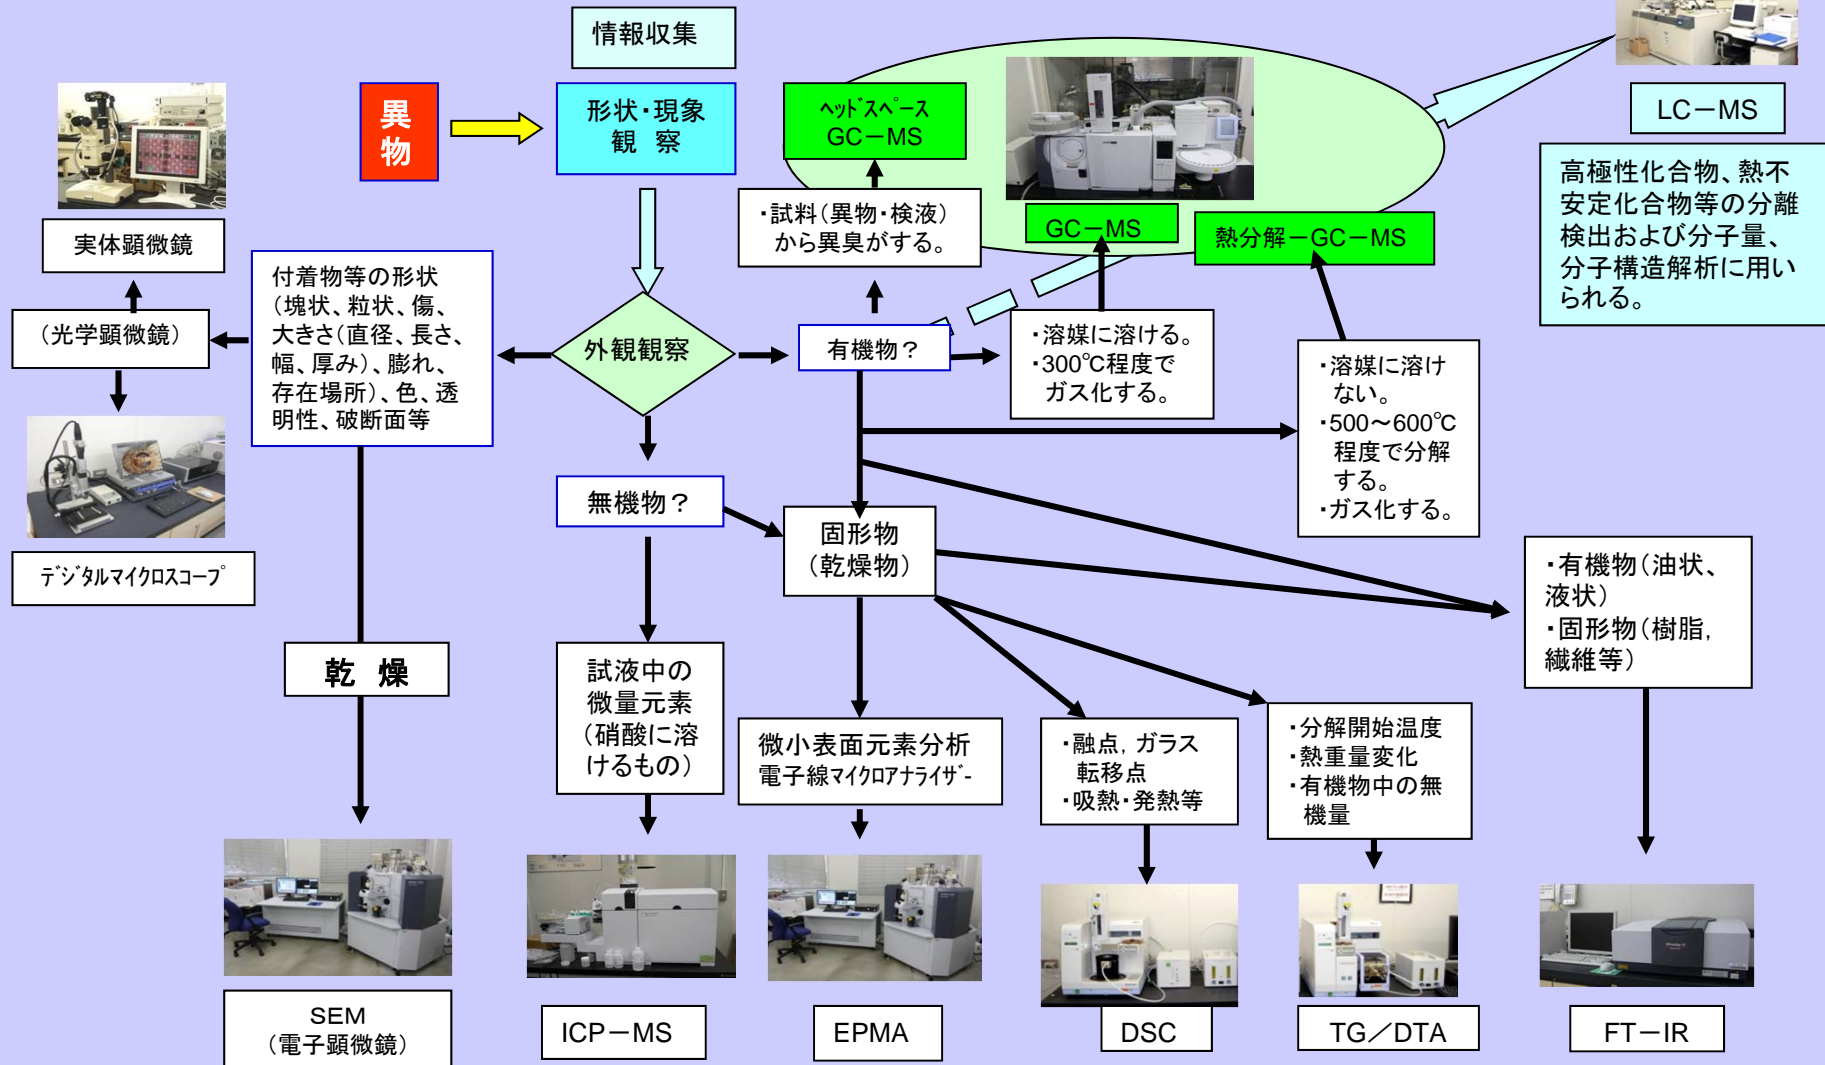 情報収集
異
物
形状・現象
観 察
ﾍｯﾄﾞｽﾍﾟｰｽ
GC－MS
LC－MS
高極性化合物、熱不
安定化合物等の分離
検出および分子量、
分子構造解析に用い
られる。
・試料（異物・検液）
から異臭がする。
GC－MS
熱分解－GC－MS
実体顕微鏡
（光学顕微鏡）
デジタルマイクロスコープ
付着物等の形状
（塊状、粒状、傷、
大きさ（直径、長さ、
幅、厚み）、膨れ、
存在場所）、色、透
明性、破断面等
外観観察
有機物？
・溶媒に溶ける。
・300℃程度で
ガス化する。
・溶媒に溶け
ない。
・500～600℃
程度で分解
する。
・ガス化する。
無機物？
固形物
（乾燥物）
・有機物（油状、
液状）
・固形物（樹脂，
繊維等）
乾 燥
試液中の
微量元素
（硝酸に溶
けるもの）
微小表面元素分析
電子線ﾏｲｸﾛｱﾅﾗｲｻﾞｰ
・融点，ガラス
転移点
・吸熱・発熱等
・分解開始温度
・熱重量変化
・有機物中の無
機量
SEM
（電子顕微鏡）
ICP－MS
EPMA
DSC
TG／DTA
FT－IR